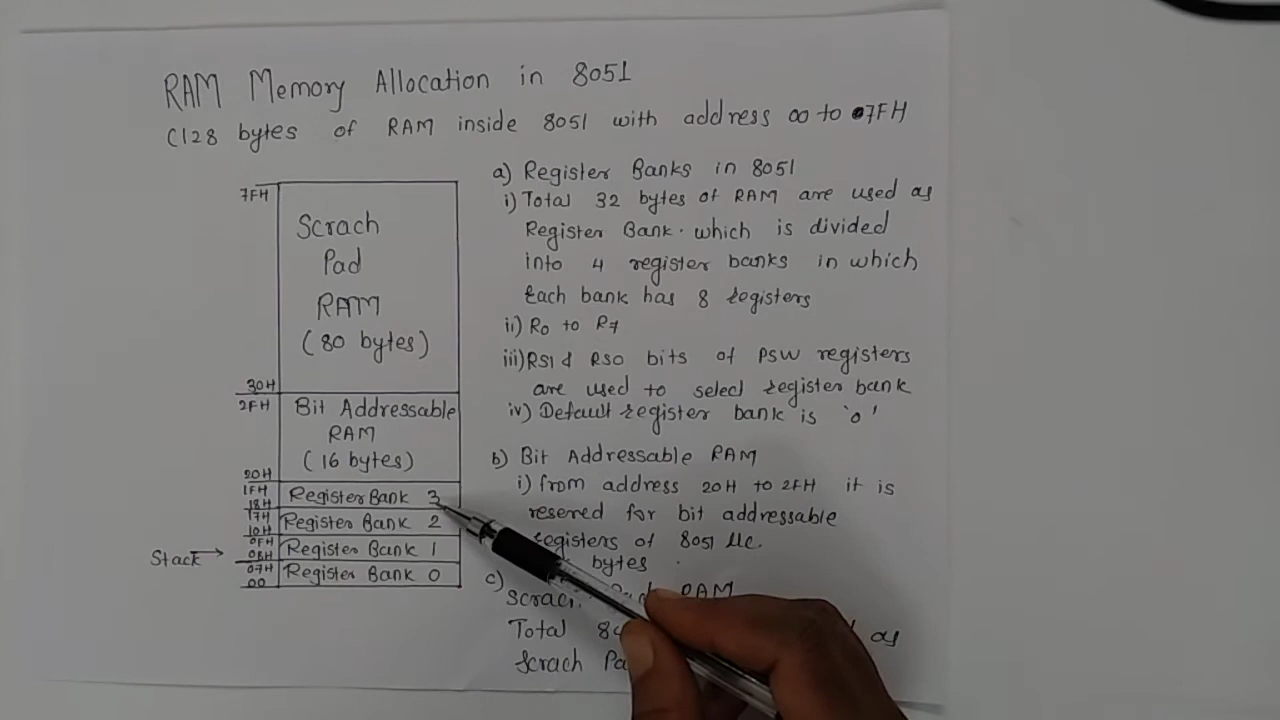 RAM Memory Allocation in 8051
(128 bytes of RAM inside 8051 with address 00 to 07FH
7FH
Scrach
Pad
RAM
(80 bytes)
30H
2FH
Bit Addressable
RAM
(16 bytes)
20H
1FH
Register Bank 3
18H
17H
Register Bank 2
10H
0FH
Register Bank 1
Stack
08H
07H
Register Bank 0
00
a) Register Banks in 8051
i) Total 32 bytes of RAM are used as
Register Bank. which is divided
into 4 register banks in which
Each bank has 8 registers
ii) R0 to R7
iii) RS1 & RS0 bits of PSW registers
are used to select register bank
iv) Default register bank is '0'
b) Bit Addressable RAM
i) from address 20H to 2FH it is
reserved for bit addressable
registers of 8051 μc.
bytes
c)
RAM
Total
as
Scrach